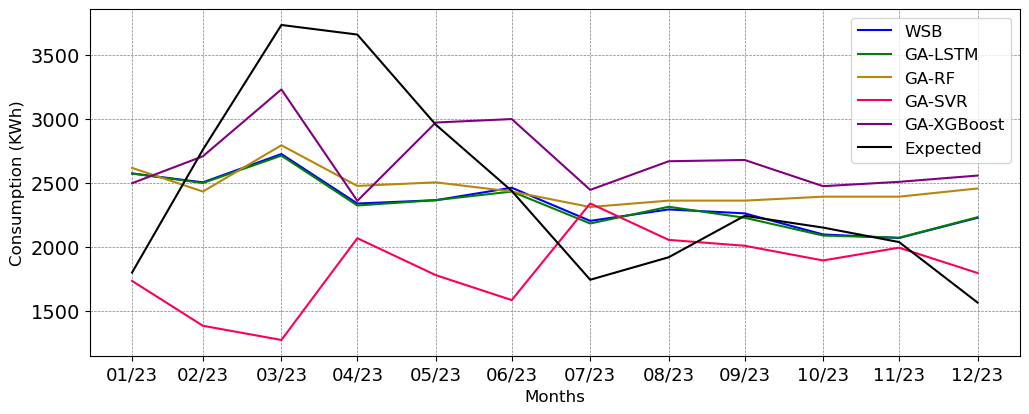 3500
3000
2500
2000
1500
Consumption (KWh)
WSB
GA-LSTM
GA-RF
GA-SVR
GA-XGBoost
Expected
01/23 02/23 03/23 04/23 05/23 06/23 07/23 08/23 09/23 10/23 11/23 12/23
Months